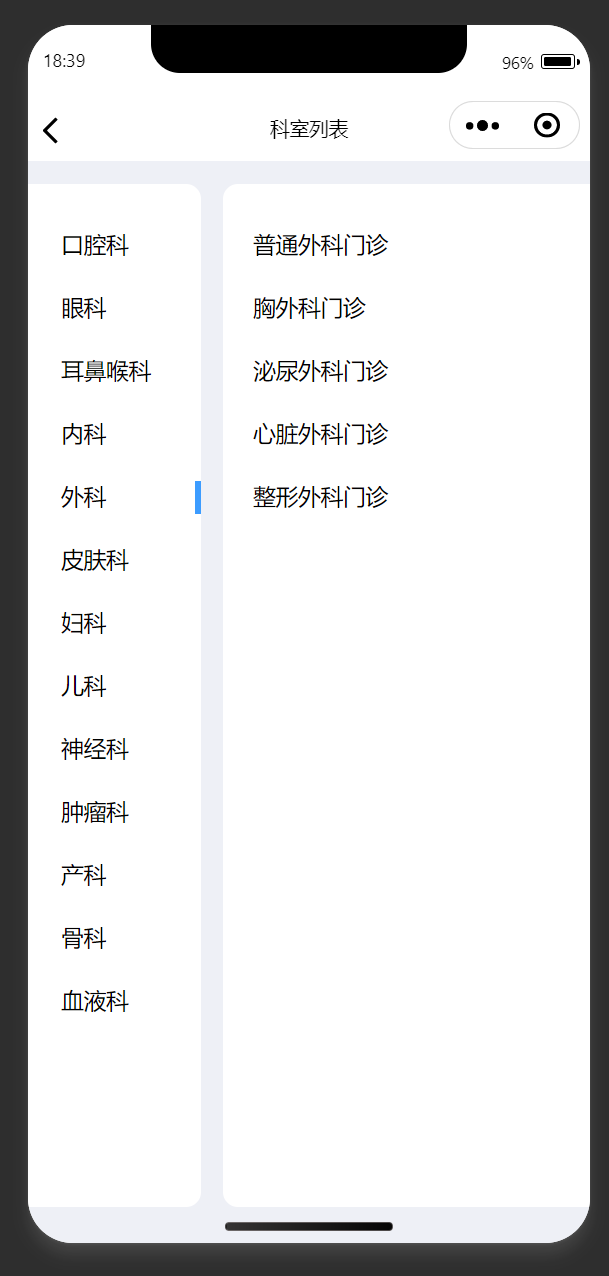 18:39
96%
科室列表
口腔科
眼科
耳鼻喉科
内科
外科
皮肤科
妇科
儿科
神经科
肿瘤科
产科
骨科
血液科
普通外科门诊
胸外科门诊
泌尿外科门诊
心脏外科门诊
整形外科门诊